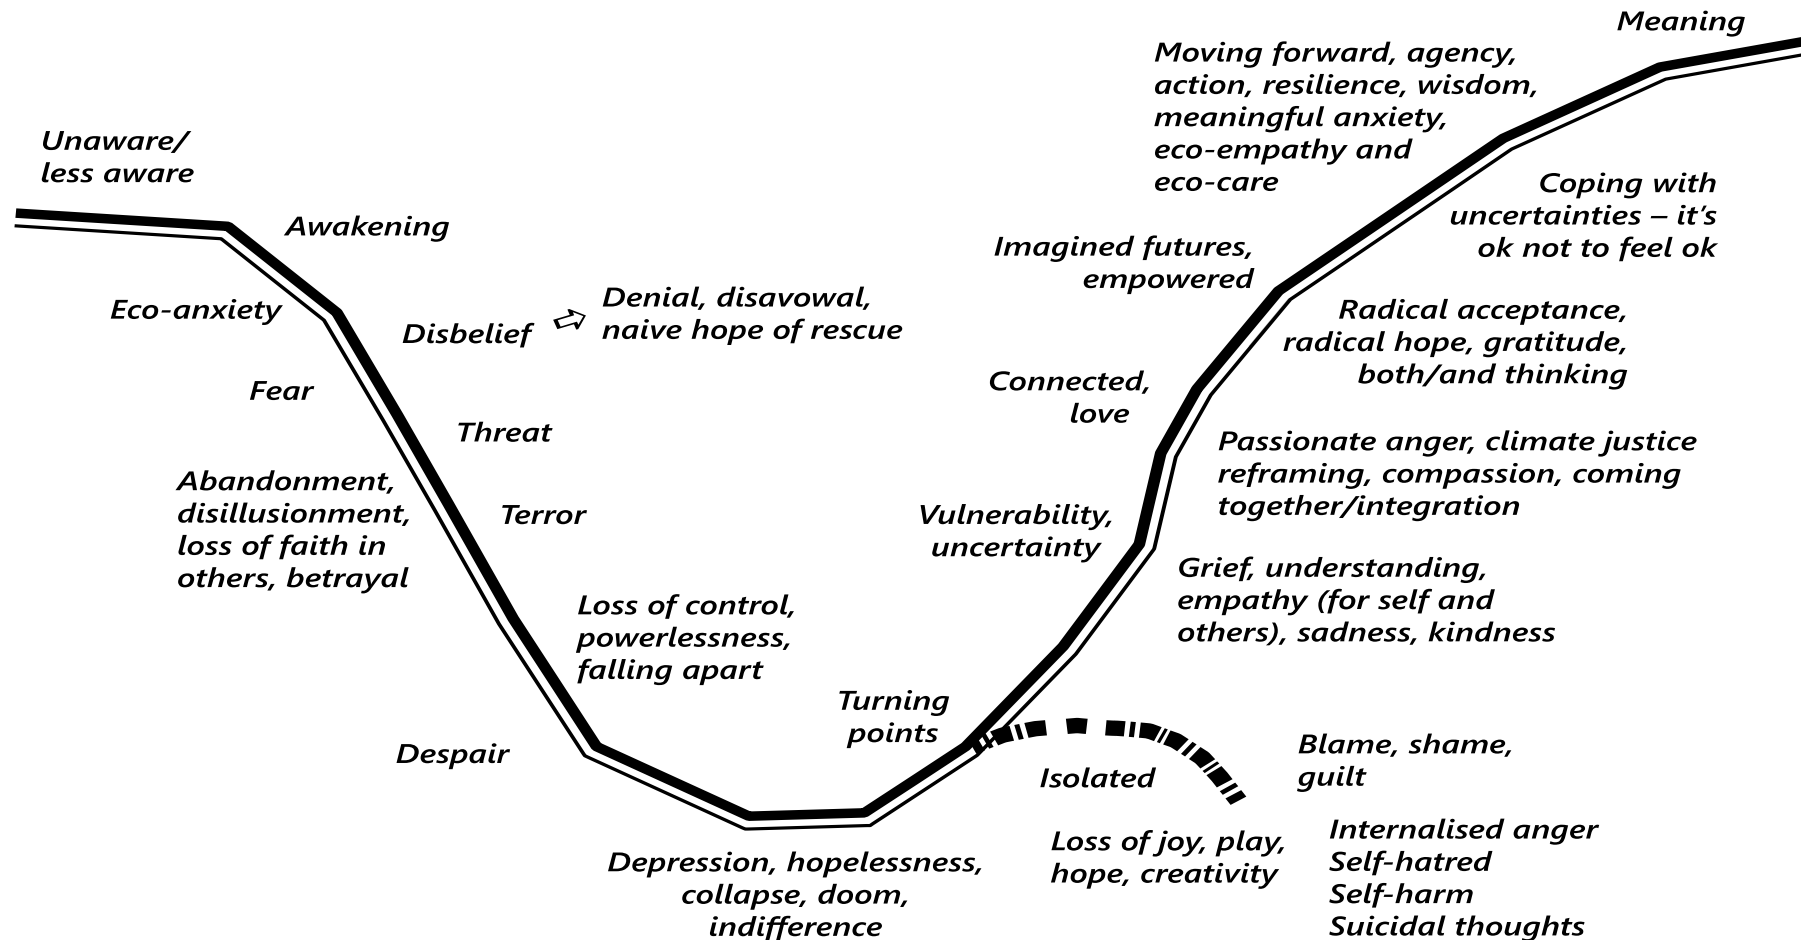 Unaware/
less aware
Awakening
Eco-anxiety
Disbelief
Denial, disavowal,
naive hope of rescue
Fear
Threat
Abandonment,
disillusionment,
loss of faith in
others, betrayal
Terror
Loss of control,
powerlessness,
falling apart
Despair
Depression, hopelessness,
collapse, doom,
indifference
Turning
points
Isolated
Loss of joy, play,
hope, creativity
Blame, shame,
guilt
Internalised anger
Self-hatred
Self-harm
Suicidal thoughts
Grief, understanding,
empathy (for self and
others), sadness, kindness
Vulnerability,
uncertainty
Passionate anger, climate justice
reframing, compassion, coming
together/integration
Connected,
love
Radical acceptance,
radical hope, gratitude,
both/and thinking
Imagined futures,
empowered
Coping with
uncertainties – it’s
ok not to feel ok
Moving forward, agency,
action, resilience, wisdom,
meaningful anxiety,
eco-empathy and
eco-care
Meaning